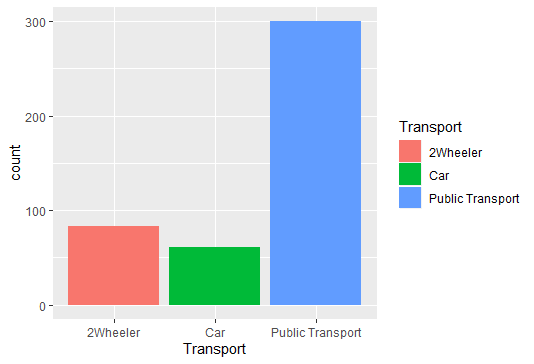 300
200
100
0
count
2Wheeler
Car
Public Transport
Transport
Transport
2Wheeler
Car
Public Transport